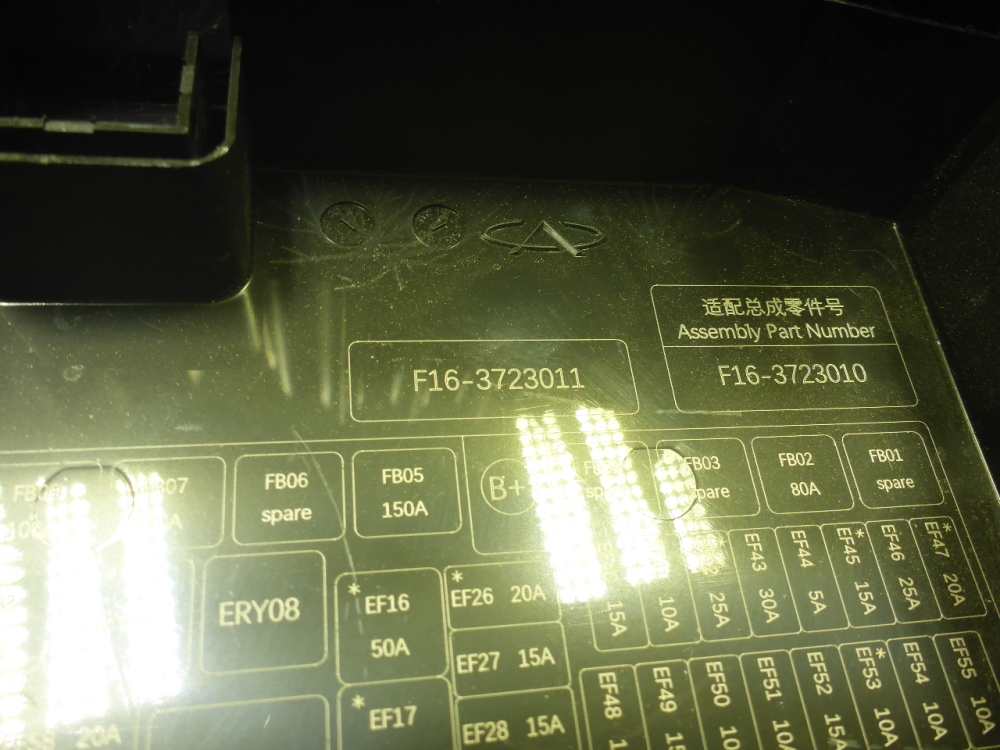 适配总成零件号
Assembly Part Number
F16-3723011
F16-3723010
FB06
spare
FB05
150A
B+
FB03
spare
FB02
80A
FB01
spare
ERY08
*
EF16
50A
*
EF17
*
EF26 20A
EF27 15A
EF28 15A
15A
10A
25A
EF43 30A
EF44 5A
EF45* 15A
EF46 25A
EF47* 20A
EF48
EF49
EF50
EF51
EF52
EF53* 10A
EF54 10A
EF55 10A
20A